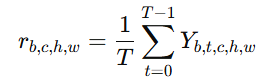 r_{b,c,h,w} = \frac{1}{T} \sum_{t=0}^{T-1} Y_{b,t,c,h,w}